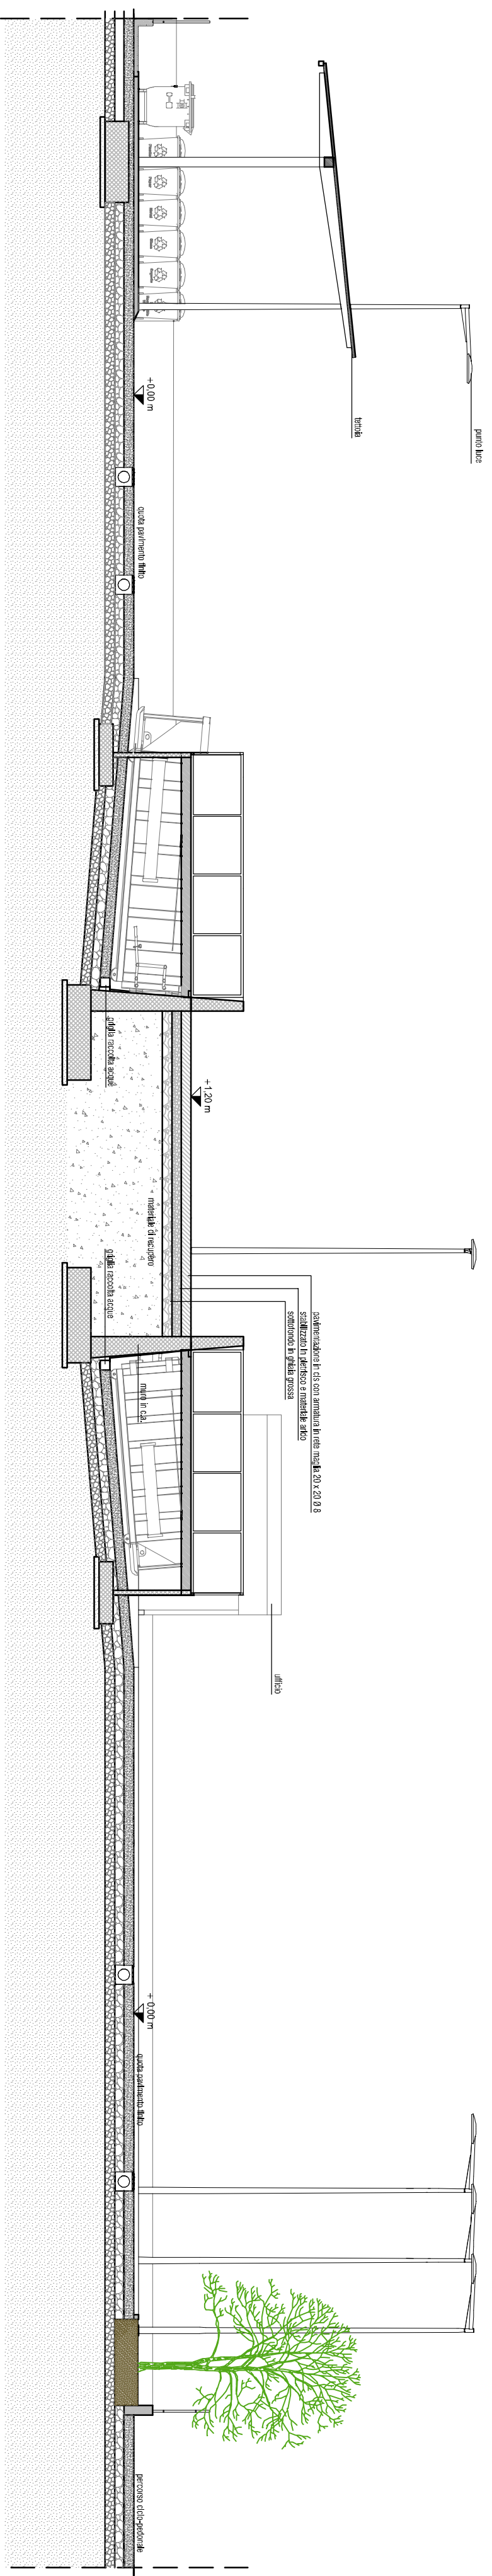 punto luce
tettoia
+ 0.00 m
quota pavimento finito
+ 1.20 m
griglia raccolta acque
materiale di recupero
griglia raccolta acque
pavimentazione in cls con armatura in rete maglia 20 x 20 Ø 8
stabilizzato in pietrisco e materiale arido
sottofondo in ghiaia grossa
muro in c.a.
ufficio
+ 0.00 m
quota pavimento finito
percorso ciclo-pedonale